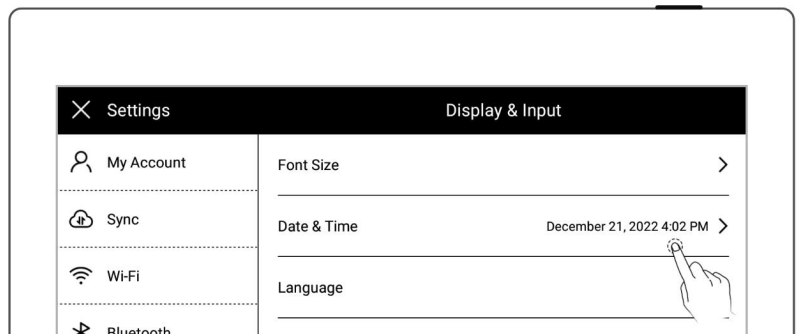 Settings
Display & Input
My Account
Font Size
Sync
Date & Time December 21, 2022 4:02 PM
Wi-Fi
Language
Bluetooth